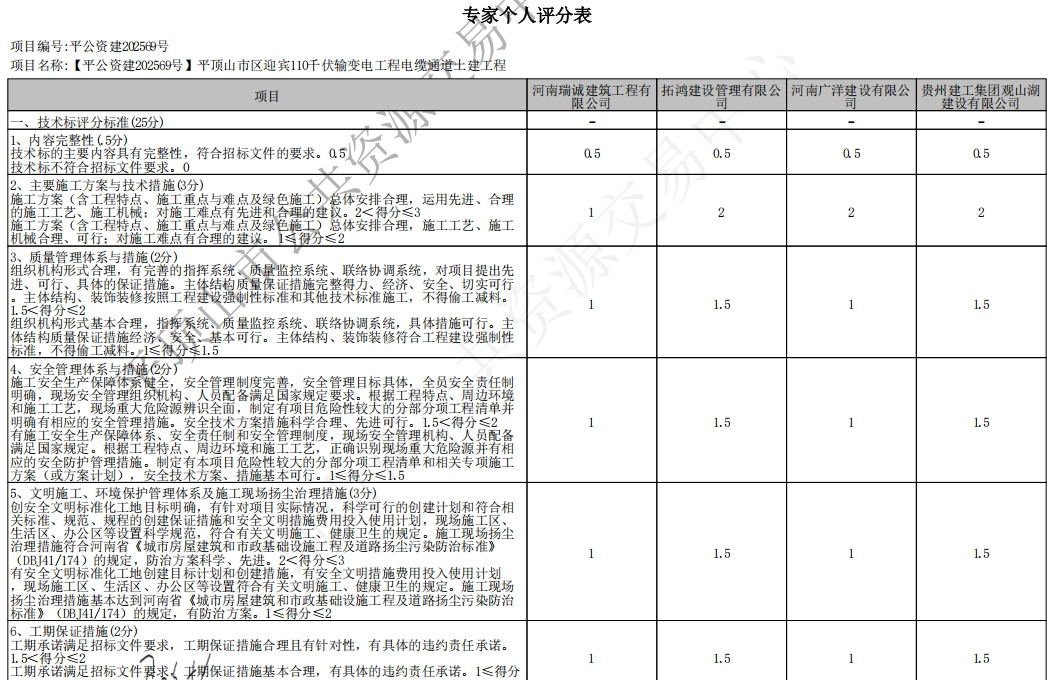 专家个人评分表
项目编号:平公资建202569号
项目名称:【平公资建202569号】平顶山市区迎宾110千伏输变电工程电缆通道土建工程
项目 河南瑞诚建筑工程有限公司 拓鸿建设管理有限公司 河南广洋建设有限公司 贵州建工集团观山湖建设有限公司
一、技术标评分标准(25分) - - - -
1、内容完整性(.5分)
技术标的主要内容具有完整性，符合招标文件的要求。0.5
技术标不符合招标文件要求。0
0.5 0.5 0.5 0.5
2、主要施工方案与技术措施(3分)
施工方案（含工程特点、施工重点与难点及绿色施工）总体安排合理，运用先进、合理
的施工工艺、施工机械；对施工难点有先进和合理的建议。2＜得分≤3
施工方案（含工程特点、施工重点与难点及绿色施工）总体安排合理，施工工艺、施工
机械合理、可行；对施工难点有合理的建议。1≤得分≤2
1 2 2 2
3、质量管理体系与措施(2分)
组织机构形式合理，有完善的指挥系统、质量监控系统、联络协调系统，对项目提出先
进、可行、具体的保证措施。主体结构质量保证措施完整得力、经济、安全、切实可行
。主体结构、装饰装修按照工程建设强制性标准和其他技术标准施工，不得偷工减料。
1.5＜得分≤2
组织机构形式基本合理，指挥系统、质量监控系统、联络协调系统，具体措施可行。主
体结构质量保证措施经济、安全、基本可行。主体结构、装饰装修符合工程建设强制性
标准，不得偷工减料。1≤得分≤1.5
1 1.5 1 1.5
4、安全管理体系与措施(2分)
施工安全生产保障体系健全，安全管理制度完善，安全管理目标具体，全员安全责任制
明确，现场安全管理组织机构、人员配备满足国家规定要求。根据工程特点、周边环境
和施工工艺，现场重大危险源辨识全面，制定有项目危险性较大的分部分项工程清单并
明确有相应的安全管理措施。安全技术方案措施科学合理、先进可行。1.5＜得分≤2
有施工安全生产保障体系、安全责任制和安全管理制度，现场安全管理机构、人员配备
满足国家规定。根据工程特点、周边环境和施工工艺，正确识别现场重大危险源并有相
应的安全防护管理措施。制定有本项目危险性较大的分部分项工程清单和相关专项施工
方案（或方案计划），安全技术方案、措施基本可行。1≤得分≤1.5
1 1.5 1 1.5
5、文明施工、环境保护管理体系及施工现场扬尘治理措施(3分)
创安全文明标准化工地目标明确，有针对项目实际情况，科学可行的创建计划和符合相
关标准、规范、规程的创建保证措施和安全文明措施费用投入使用计划，现场施工区、
生活区、办公区等设置科学规范，符合有关文明施工、健康卫生的规定。施工现场扬尘
治理措施符合河南省《城市房屋建筑和市政基础设施工程及道路扬尘污染防治标准》
（DBJ41/174）的规定，防治方案科学、先进。2＜得分≤3
有安全文明标准化工地创建目标计划和创建措施，有安全文明措施费用投入使用计划
，现场施工区、生活区、办公区等设置符合有关文明施工、健康卫生的规定。施工现场
扬尘治理措施基本达到河南省《城市房屋建筑和市政基础设施工程及道路扬尘污染防治
标准》（DBJ41/174）的规定，有防治方案。1≤得分≤2
1 1.5 1 1.5
6、工期保证措施(2分)
工期承诺满足招标文件要求，工期保证措施合理且有针对性，有具体的违约责任承诺。
1.5＜得分≤2
工期承诺满足招标文件要求，工期保证措施基本合理，有具体的违约责任承诺。1≤得分
1 1.5 1 1.5
平顶山市公共资源交易中
共资源交易中心